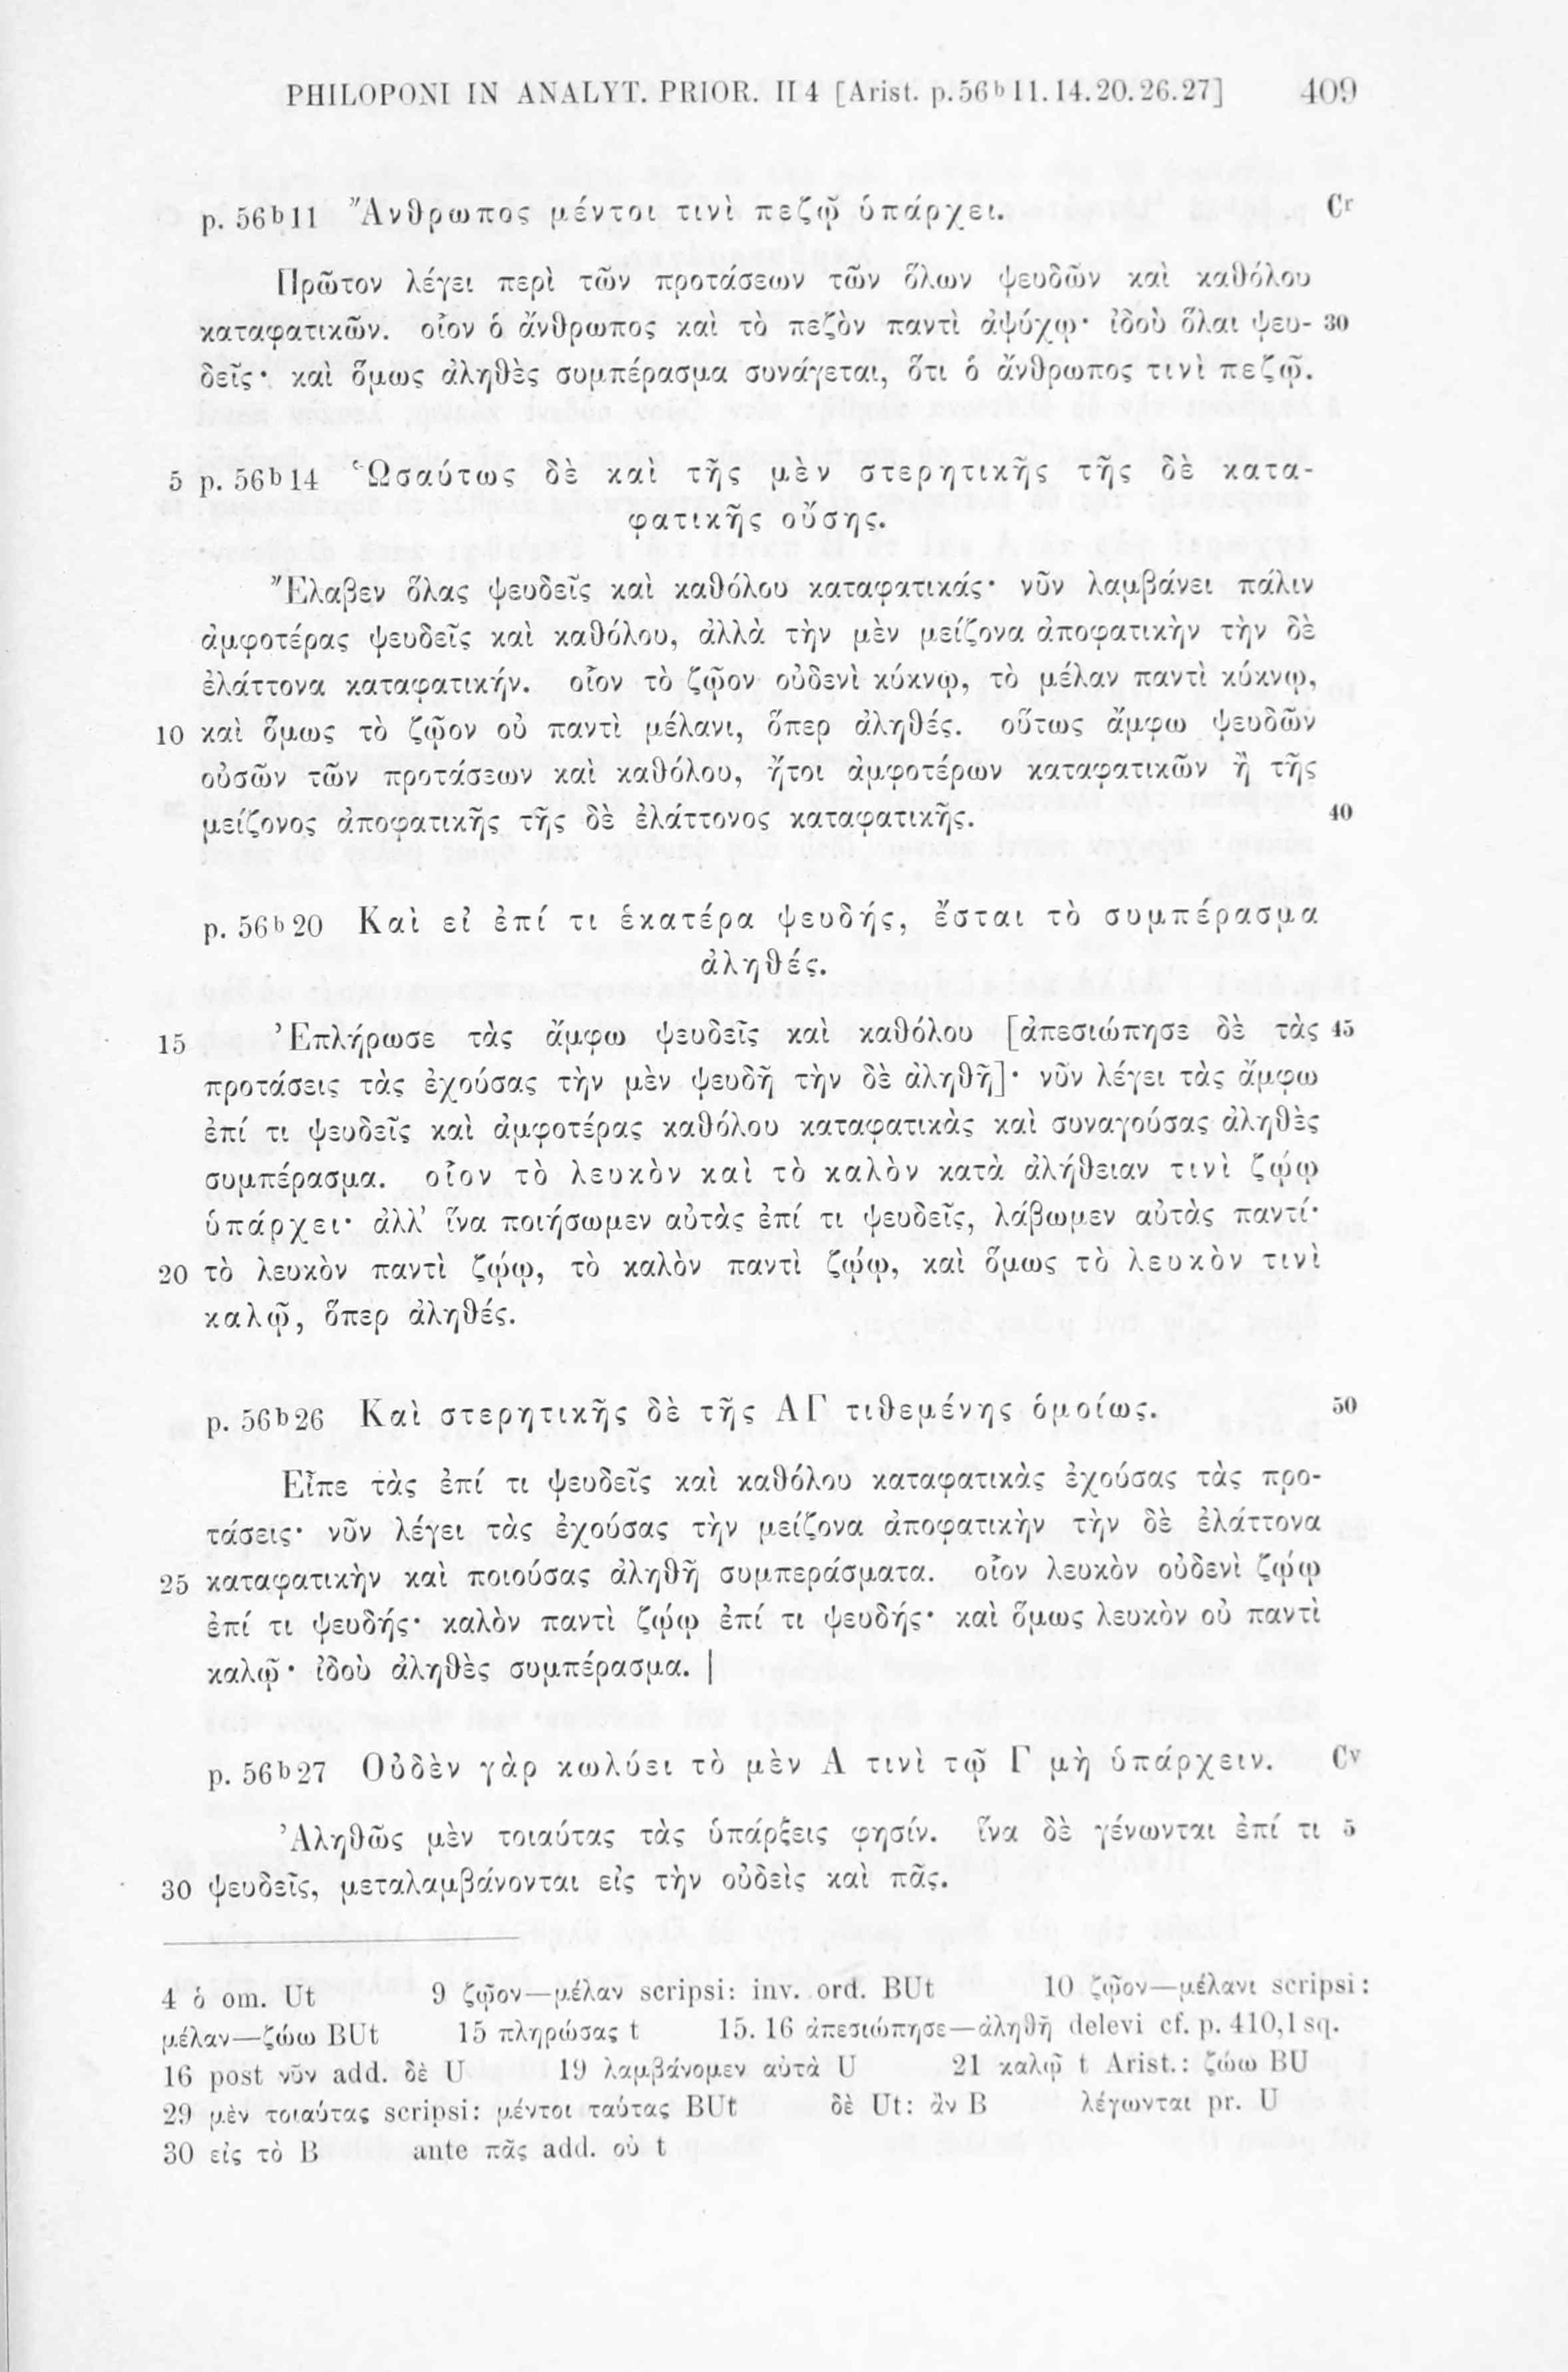 PHILOPONI IN ANALYT. PRIOR. II 4 [Arist. p.56b11.14.20.26.27] 409
p. 56b11 Ἄνθρωπος μέντοι τινὶ πεζῷ ὑπάρχει. Cr
Πρῶτον λέγει περὶ τῶν προτάσεων τῶν ὅλων ψευδῶν καὶ καθόλου
καταφατικῶν. οἷον ὁ ἄνθρωπος καὶ τὸ πεζὸν παντὶ ἀψύχῳ· ἰδοὺ ὅλαι ψευ- 30
δεῖς· καὶ ὅμως ἀληθὲς συμπέρασμα συνάγεται, ὅτι ὁ ἄνθρωπος τινὶ πεζῷ.
5 p. 56b14 Ὡσαύτως δὲ καὶ τῆς μὲν στερητικῆς τῆς δὲ κατα-
φατικῆς οὔσης.
Ἔλαβεν ὅλας ψευδεῖς καὶ καθόλου καταφατικάς· νῦν λαμβάνει πάλιν
ἀμφοτέρας ψευδεῖς καὶ καθόλου, ἀλλὰ τὴν μὲν μείζονα ἀποφατικὴν τὴν δὲ
ἐλάττονα καταφατικήν. οἷον τὸ ζῷον οὐδενὶ κύκνῳ, τὸ μέλαν παντὶ κύκνῳ,
10 καὶ ὅμως τὸ ζῷον οὐ παντὶ μέλανι, ὅπερ ἀληθές. οὕτως ἄμφω ψευδῶν
οὐσῶν τῶν προτάσεων καὶ καθόλου, ἤτοι ἀμφοτέρων καταφατικῶν ἢ τῆς
μείζονος ἀποφατικῆς τῆς δὲ ἐλάττονος καταφατικῆς. 40
p. 56b20 Καὶ εἰ ἐπί τι ἑκατέρα ψευδής, ἔσται τὸ συμπέρασμα
ἀληθές.
15 Ἐπλήρωσε τὰς ἄμφω ψευδεῖς καὶ καθόλου [ἀπεσιώπησε δὲ τὰς 45
προτάσεις τὰς ἐχούσας τὴν μὲν ψευδῆ τὴν δὲ ἀληθῆ]· νῦν λέγει τὰς ἄμφω
ἐπί τι ψευδεῖς καὶ ἀμφοτέρας καθόλου καταφατικὰς καὶ συναγούσας ἀληθὲς
συμπέρασμα. οἷον τὸ λευκὸν καὶ τὸ καλὸν κατὰ ἀλήθειαν τινὶ ζῴῳ
ὑπάρχει· ἀλλ’ ἵνα ποιήσωμεν αὐτὰς ἐπί τι ψευδεῖς, λάβωμεν αὐτὰς παντί·
20 τὸ λευκὸν παντὶ ζῴῳ, τὸ καλὸν παντὶ ζῴῳ, καὶ ὅμως τὸ λευκὸν τινὶ
καλῷ, ὅπερ ἀληθές.
p. 56b26 Καὶ στερητικῆς δὲ τῆς ΑΓ τιθεμένης ὁμοίως. 50
Εἶπε τὰς ἐπί τι ψευδεῖς καὶ καθόλου καταφατικὰς ἐχούσας τὰς προ-
τάσεις· νῦν λέγει τὰς ἐχούσας τὴν μείζονα ἀποφατικὴν τὴν δὲ ἐλάττονα
25 καταφατικὴν καὶ ποιούσας ἀληθῆ συμπεράσματα. οἷον λευκὸν οὐδενὶ ζῴῳ
ἐπί τι ψευδής· καλὸν παντὶ ζῴῳ ἐπί τι ψευδής· καὶ ὅμως λευκὸν οὐ παντὶ
καλῷ· ἰδοὺ ἀληθὲς συμπέρασμα. |
p. 56b27 Οὐδὲν γὰρ κωλύει τὸ μὲν Α τινὶ τῷ Γ μὴ ὑπάρχειν. Cv
Ἀληθῶς μὲν τοιαύτας τὰς ὑπάρξεις φησίν. ἵνα δὲ γένωνται ἐπί τι 5
30 ψευδεῖς, μεταλαμβάνονται εἰς τὴν οὐδεὶς καὶ πᾶς.
4 ὁ om. Ut 9 ζῷον—μέλαν scripsi: inv. ord. BUt 10 ζῷον—μέλανι scripsi:
μέλαν—ζώω BUt 15 πληρώσας t 15. 16 ἀπεσιώπησε—ἀληθῆ delevi cf. p. 410,1 sq.
16 post νῦν add. δὲ U 19 λαμβάνομεν αὐτὰ U 21 καλῷ t Arist.: ζώω BU
29 μὲν τοιαύτας scripsi: μέντοι ταύτας BUt δὲ Ut: ἂν B λέγωνται pr. U
30 εἰς τὸ B ante πᾶς add. οὐ t